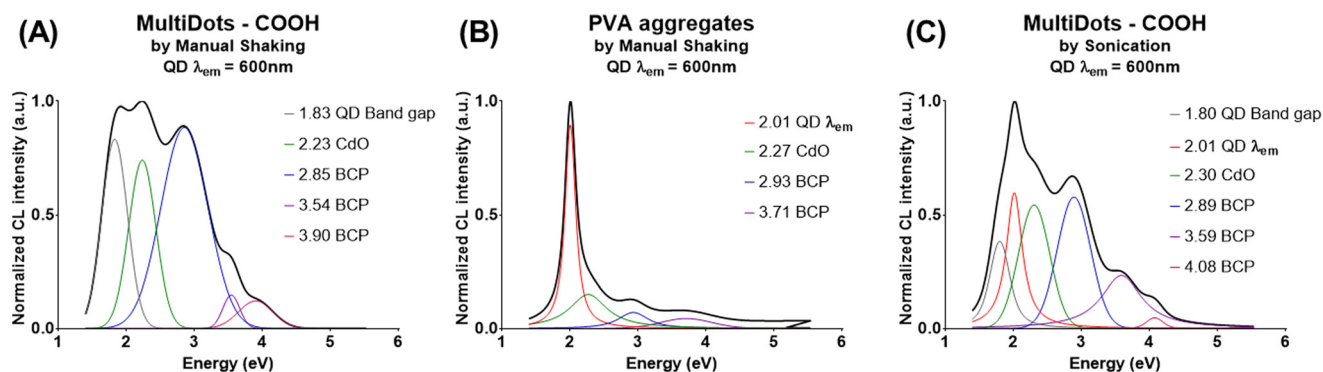 (A)
MultiDots - COOH
by Manual Shaking
QD λem = 600nm
Normalized CL intensity (a.u.)
1.0
0.5
0.0
1 2 3 4 5 6
Energy (eV)
1.83 QD Band gap
2.23 CdO
2.85 BCP
3.54 BCP
3.90 BCP
(B)
PVA aggregates
by Manual Shaking
QD λem = 600nm
Normalized CL intensity (a.u.)
1.0
0.5
0.0
1 2 3 4 5 6
Energy (eV)
2.01 QD λem
2.27 CdO
2.93 BCP
3.71 BCP
(C)
MultiDots - COOH
by Sonication
QD λem = 600nm
Normalized CL intensity (a.u.)
1.0
0.5
0.0
1 2 3 4 5 6
Energy (eV)
1.80 QD Band gap
2.01 QD λem
2.30 CdO
2.89 BCP
3.59 BCP
4.08 BCP